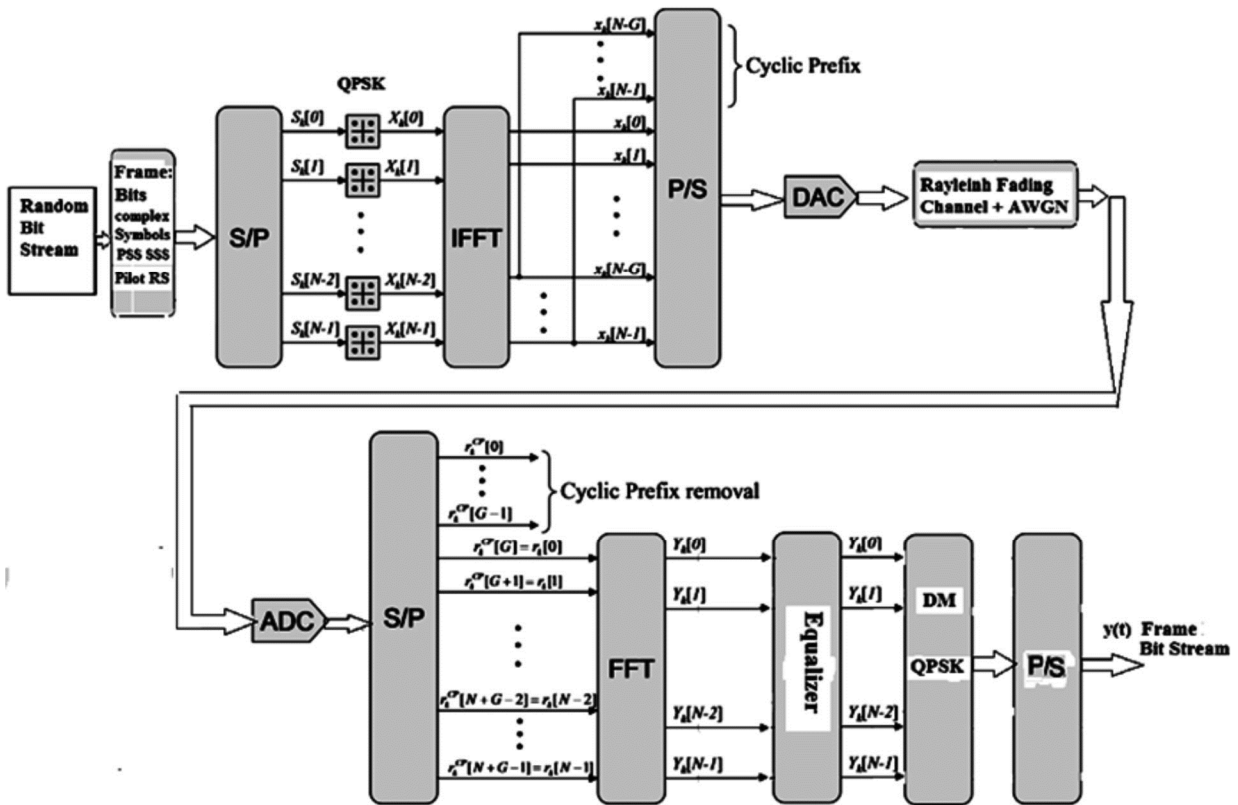 QPSK
Random
Bit
Stream
Frame:
Bits
complex
Symbols
PSS SSS
Pilot RS
S/P
S_k[0]
X_k[0]
S_k[1]
X_k[1]
S_k[N-2]
X_k[N-2]
S_k[N-1]
X_k[N-1]
IFFT
x_k[N-G]
x_k[N-1]
x_k[0]
x_k[1]
x_k[N-G]
x_k[N-1]
P/S
Cyclic Prefix
DAC
Rayleinh Fading
Channel + AWGN
ADC
S/P
r_k^CP[0]
r_k^CP[G-1]
Cyclic Prefix removal
r_k^CP[G]=r_k[0]
r_k^CP[G+1]=r_k[1]
r_k^CP[N+G-2]=r_k[N-2]
r_k^CP[N+G-1]=r_k[N-1]
FFT
Y_k[0]
Y_k[1]
Y_k[N-2]
Y_k[N-1]
Equalizer
Y_k[0]
Y_k[1]
Y_k[N-2]
Y_k[N-1]
DM
QPSK
P/S
y(t) Frame
Bit Stream